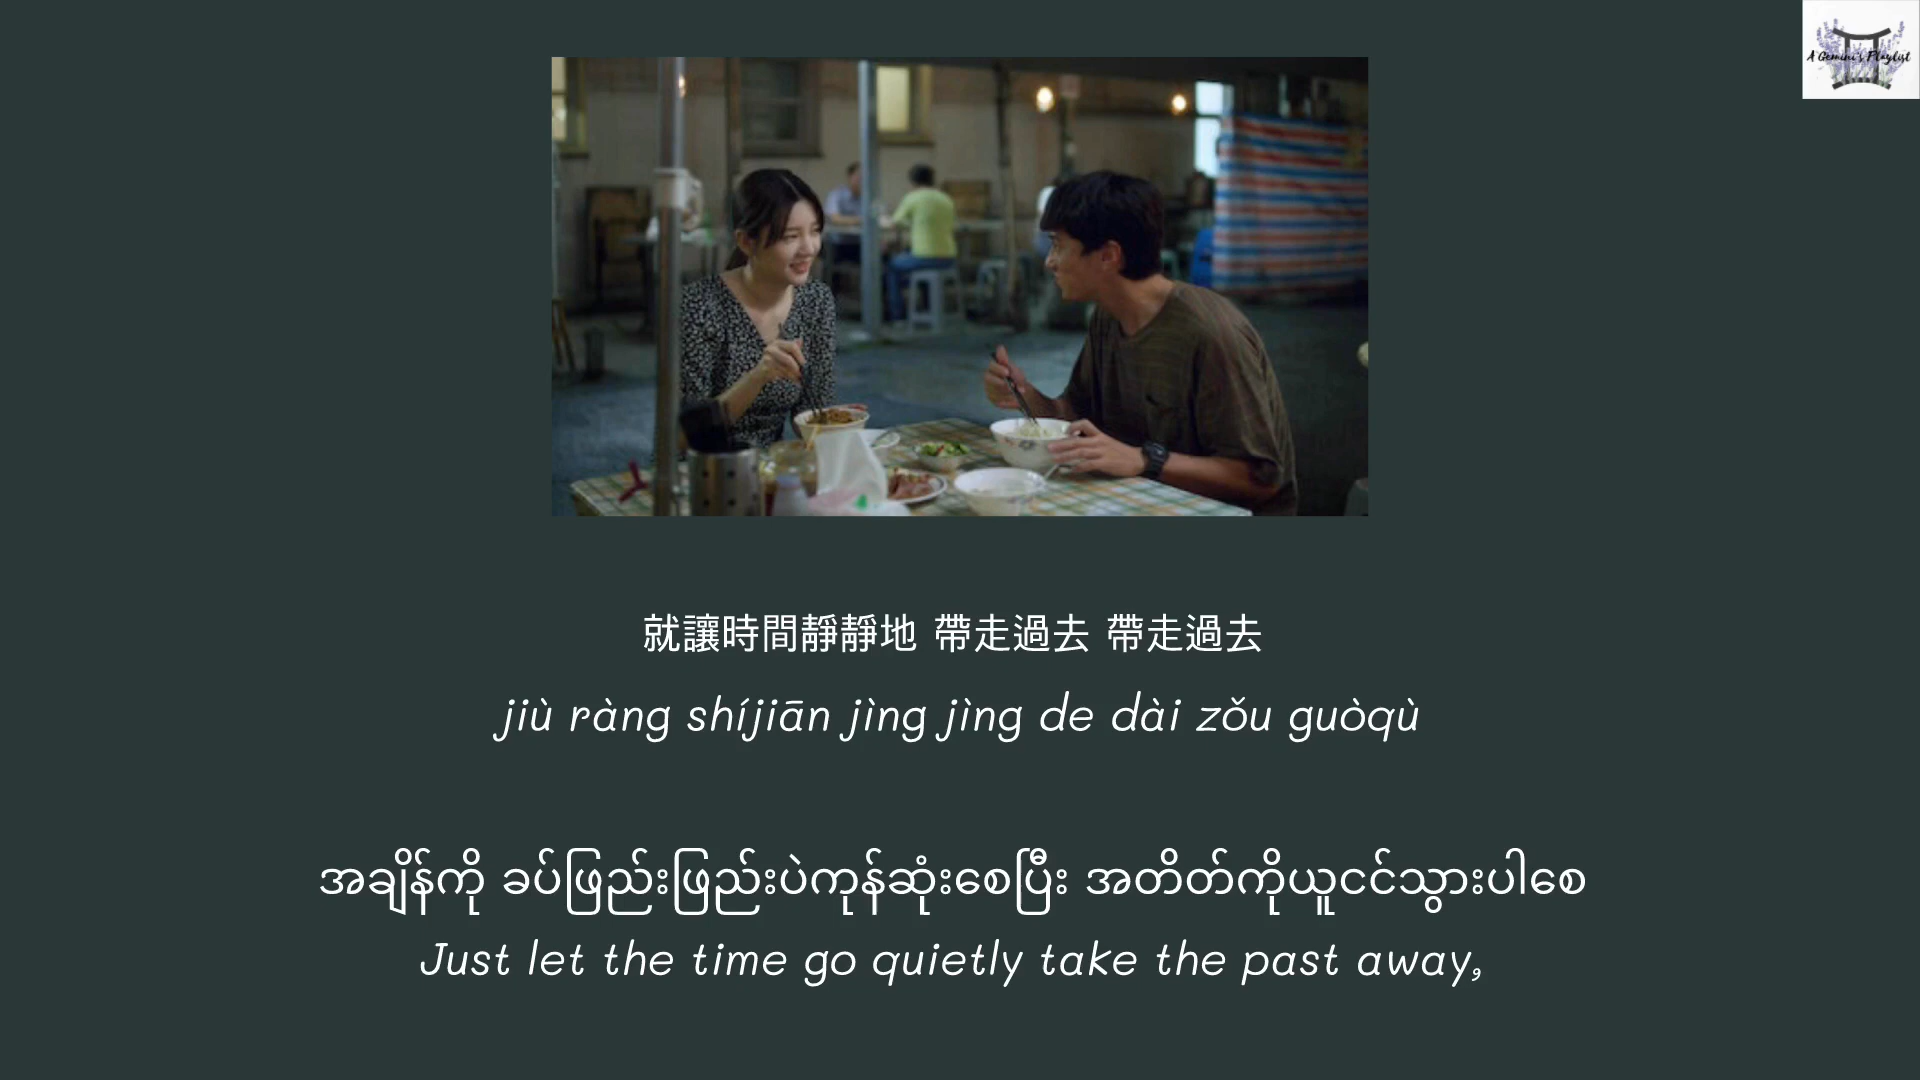 A Gemini's Playlist
就讓時間靜靜地 帶走過去 帶走過去
jiù ràng shíjiān jìng jìng de dài zǒu guòqù
အချိန်ကို ခပ်ဖြည်းဖြည်းပဲကုန်ဆုံးစေပြီး အတိတ်ကိုယူငင်သွားပါစေ
Just let the time go quietly take the past away,